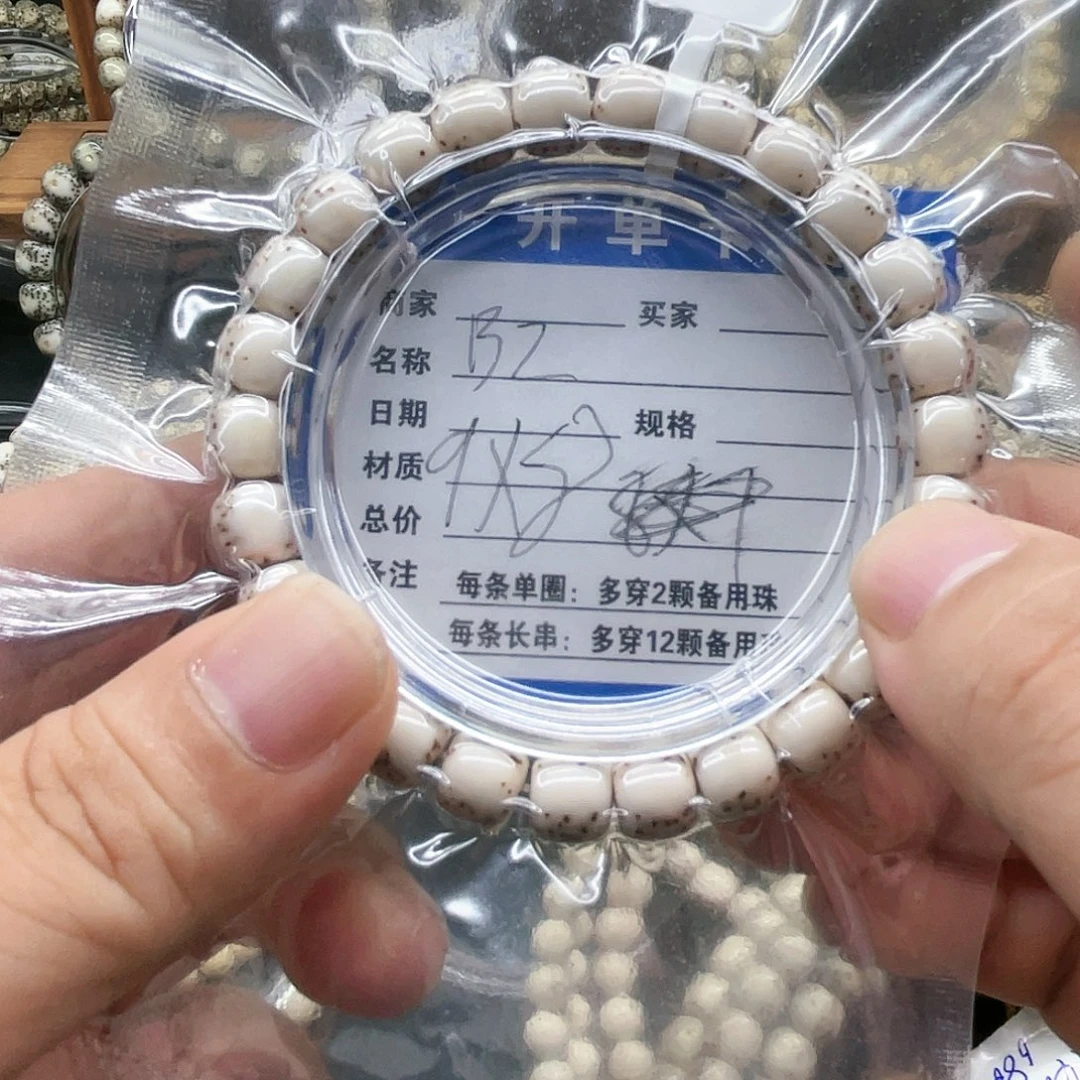 开单卡
商家 买家
名称 BZ
日期 规格
材质 9X8
总价
备注 每条单圈：多穿2颗备用珠
每条长串：多穿12颗备用